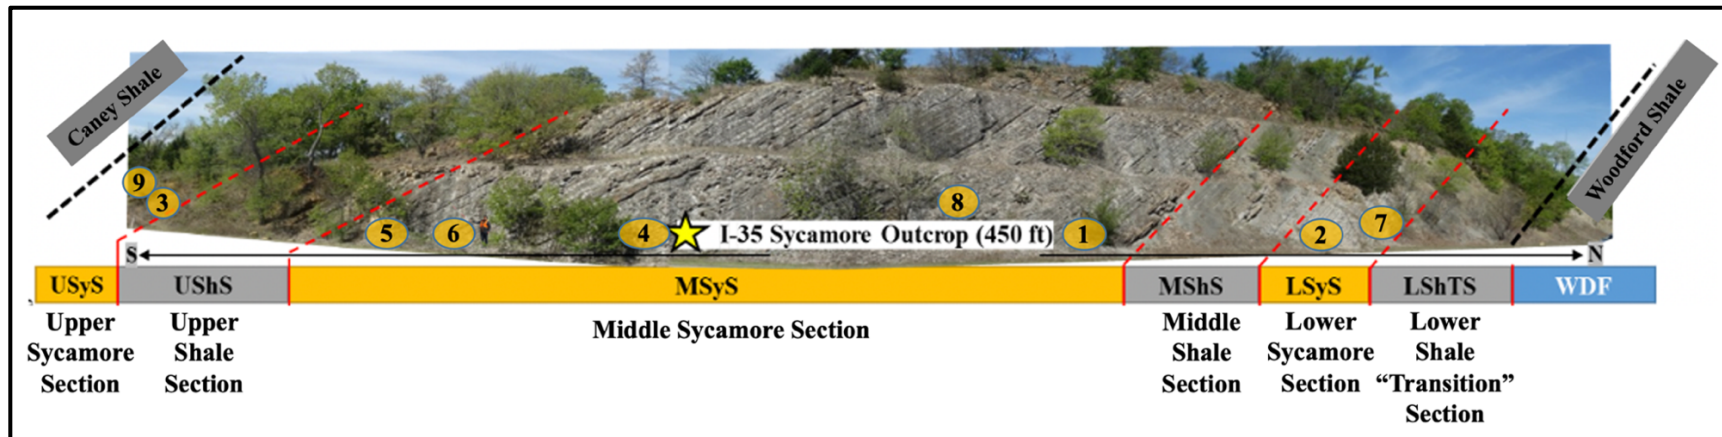 Caney Shale
Woodford Shale
9
3
5
6
4
I-35 Sycamore Outcrop (450 ft)
8
1
2
7
S
N
USyS
UShS
MSyS
MShS
LSyS
LShTS
WDF
Upper
Sycamore
Section
Upper
Shale
Section
Middle Sycamore Section
Middle
Shale
Section
Lower
Sycamore
Section
Lower
Shale
“Transition”
Section